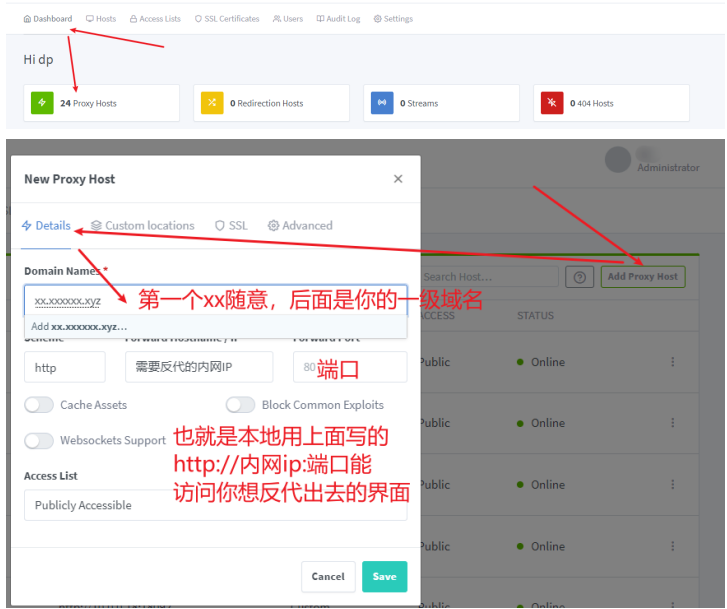 Dashboard Hosts Access Lists SSL Certificates Users Audit Log Settings
Hi dp
24 Proxy Hosts 0 Redirection Hosts 0 Streams 0 404 Hosts
Administrator
New Proxy Host
Details Custom locations SSL Advanced
Search Host... Add Proxy Host
Domain Names *
xx.xxxxxx.xyz
第一个xx随意，后面是你的一级域名
Add xx.xxxxxx.xyz...
ACCESS STATUS
Scheme Forward Hostname / IP Forward Port
http 需要反代的内网IP 80 端口
Public Online
Cache Assets Block Common Exploits
Public Online
Websockets Support
也就是本地用上面写的
http://内网ip:端口能
访问你想反代出去的界面
Access List
Publicly Accessible
Public Online
Public Online
Cancel Save
Custom Public Online